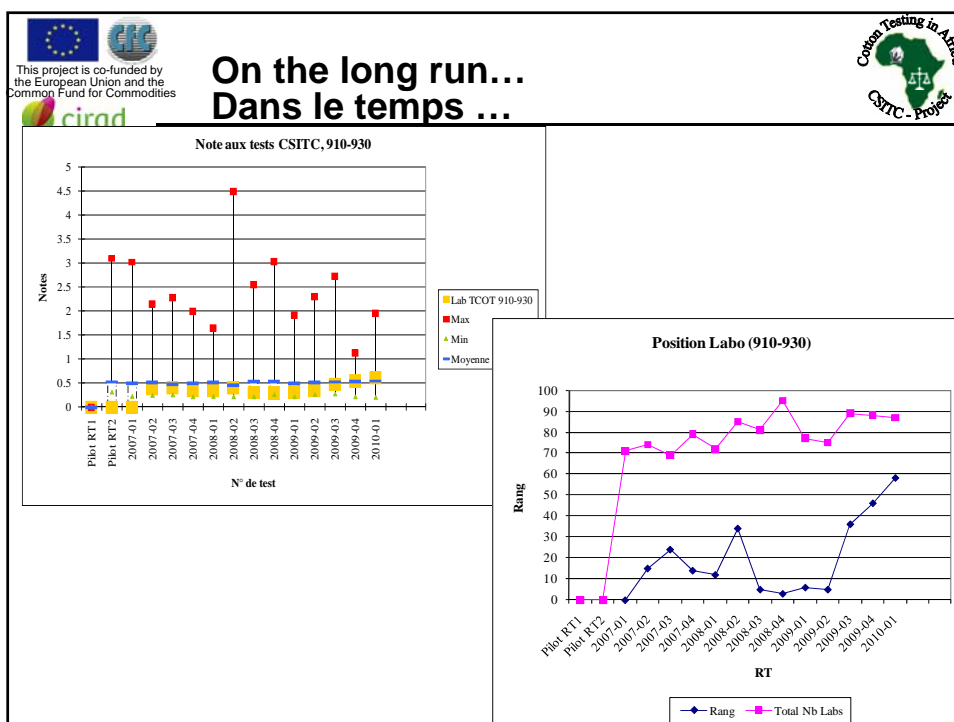 This project is co-funded by
the European Union and the
Common Fund for Commodities
CFC
cirad
On the long run…
Dans le temps …
Cotton Testing in Africa
CSITC - Project
Note aux tests CSITC, 910-930
5
4.5
4
3.5
3
2.5
2
1.5
1
0.5
0
Notes
Pilot RT1
Pilot RT2
2007-01
2007-02
2007-03
2007-04
2008-01
2008-02
2008-03
2008-04
2009-01
2009-02
2009-03
2009-04
2010-01
N° de test
Lab TCOT 910-930
Max
Min
Moyenne
Position Labo (910-930)
100
90
80
70
60
50
40
30
20
10
0
Rang
Pilot RT1
Pilot RT2
2007-01
2007-02
2007-03
2007-04
2008-01
2008-02
2008-03
2008-04
2009-01
2009-02
2009-03
2009-04
2010-01
RT
Rang
Total Nb Labs